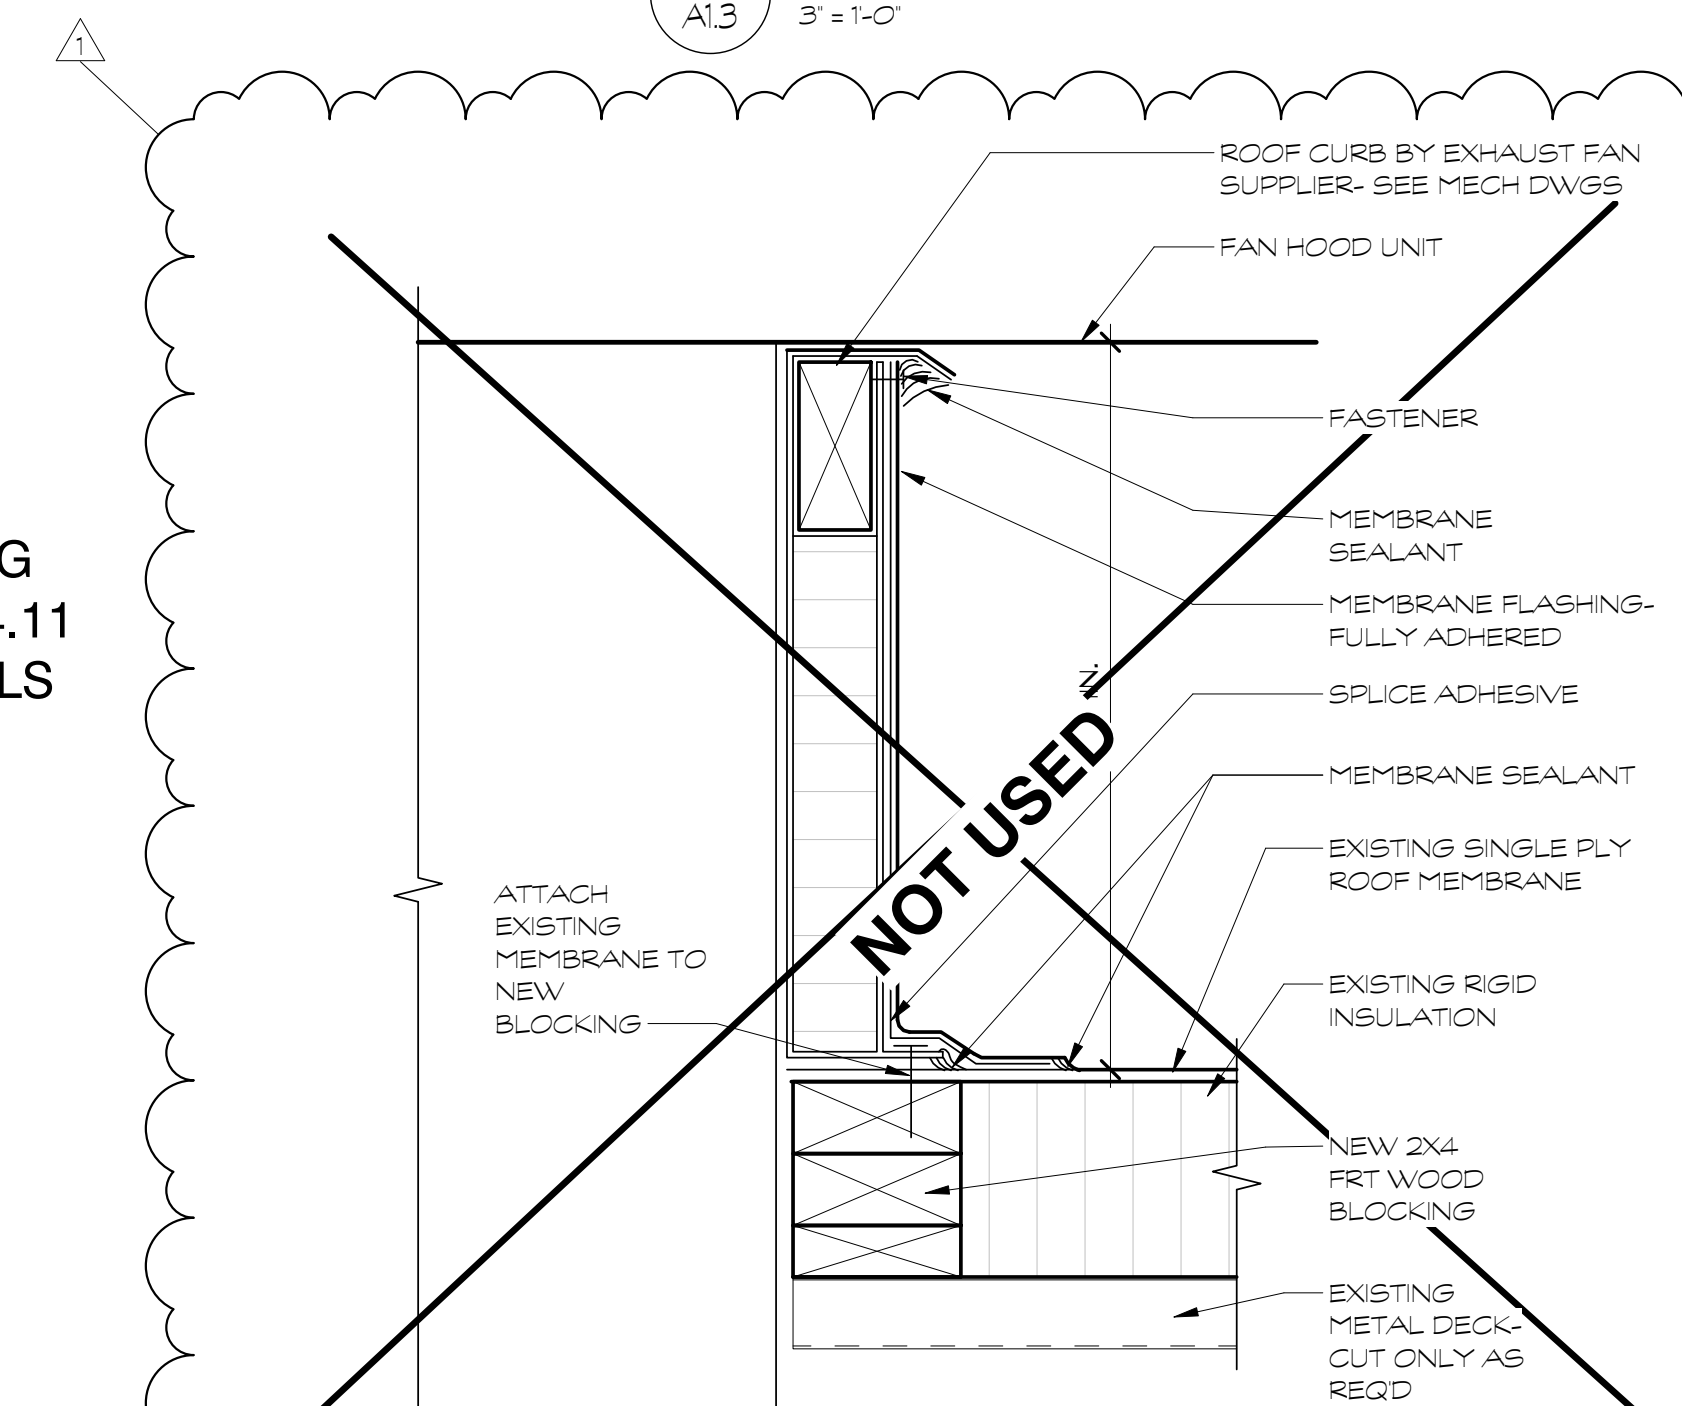 A1.3
3" = 1'-0"
1
ROOF CURB BY EXHAUST FAN
SUPPLIER- SEE MECH DWGS
FAN HOOD UNIT
FASTENER
MEMBRANE
SEALANT
MEMBRANE FLASHING-
FULLY ADHERED
SPLICE ADHESIVE
MEMBRANE SEALANT
EXISTING SINGLE PLY
ROOF MEMBRANE
EXISTING RIGID
INSULATION
NEW 2X4
FRT WOOD
BLOCKING
EXISTING
METAL DECK-
CUT ONLY AS
REQ'D
ATTACH
EXISTING
MEMBRANE TO
NEW
BLOCKING
NOT USED
G
.11
LS